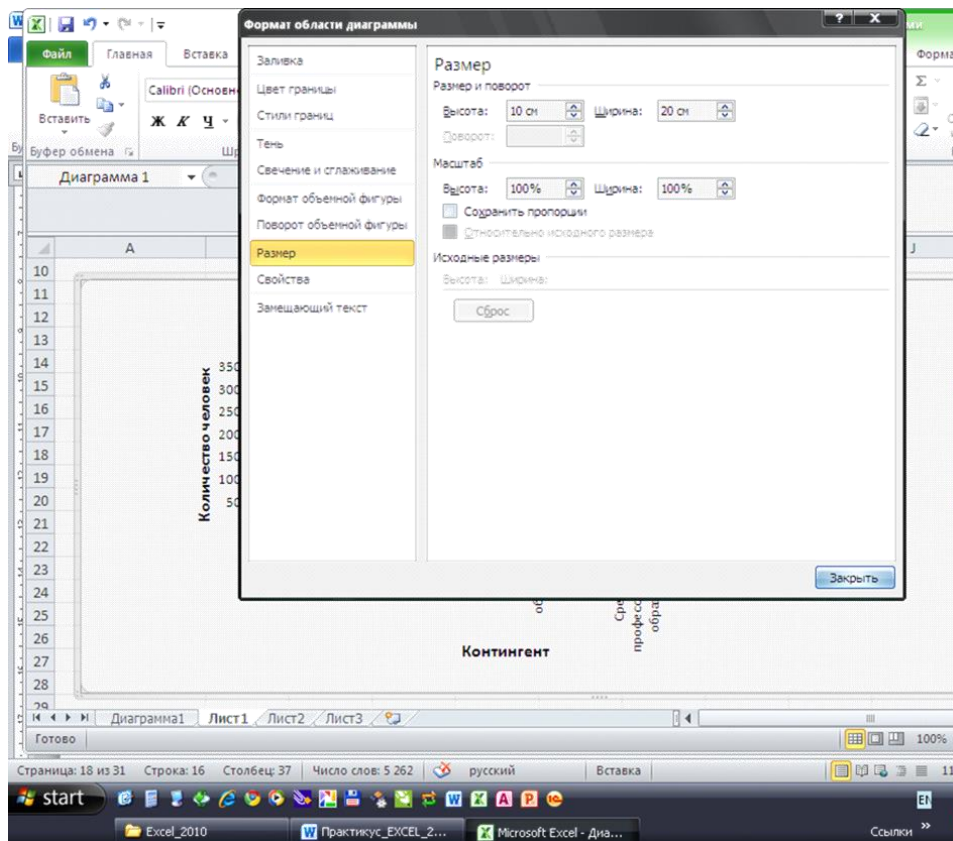 Формат области диаграммы
Файл Главная Вставка
Calibri (Основн
Вставить
Ж К Ч
Буфер обмена
Диаграмма 1
A
J
10
11
12
13
14
15
16
17
18
19
20
21
22
23
24
25
26
27
28
29
350
300
250
200
150
100
50
Количество человек
Контингент
Заливка
Цвет границы
Стили границ
Тень
Свечение и сглаживание
Формат объемной фигуры
Поворот объемной фигуры
Размер
Свойства
Замещающий текст
Размер
Размер и поворот
Высота: 10 см Ширина: 20 см
Поворот:
Масштаб
Высота: 100% Ширина: 100%
Сохранить пропорции
Относительно исходного размера
Исходные размеры
Высота: Ширина:
Сброс
Закрыть
Диаграмма1 Лист1 Лист2 Лист3
Готово 100%
Страница: 18 из 31 Строка: 16 Столбец: 37 Число слов: 5 262 русский Вставка 11
start EN
Excel_2010 Практикус_EXCEL_2... Microsoft Excel - Диа... Ссылки »